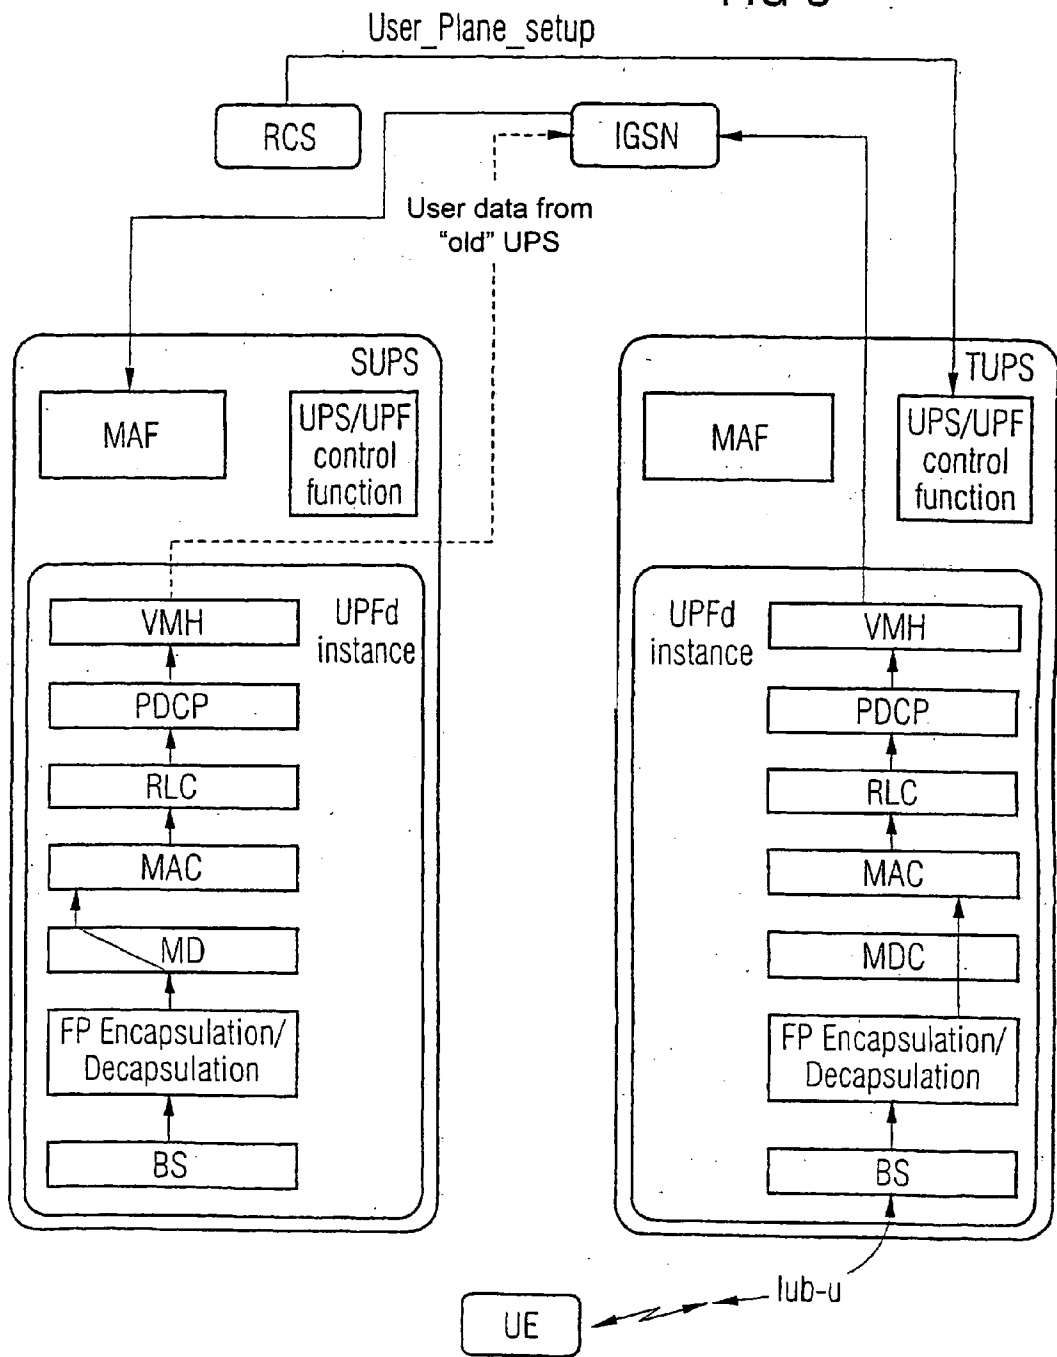 User_Plane_setup
RCS
IGSN
User data from
"old" UPS
SUPS
MAF
UPS/UPF
control
function
UPFd
instance
VMH
PDCP
RLC
MAC
MD
FP Encapsulation/
Decapsulation
BS
TUPS
MAF
UPS/UPF
control
function
UPFd
instance
VMH
PDCP
RLC
MAC
MDC
FP Encapsulation/
Decapsulation
BS
Iub-u
UE